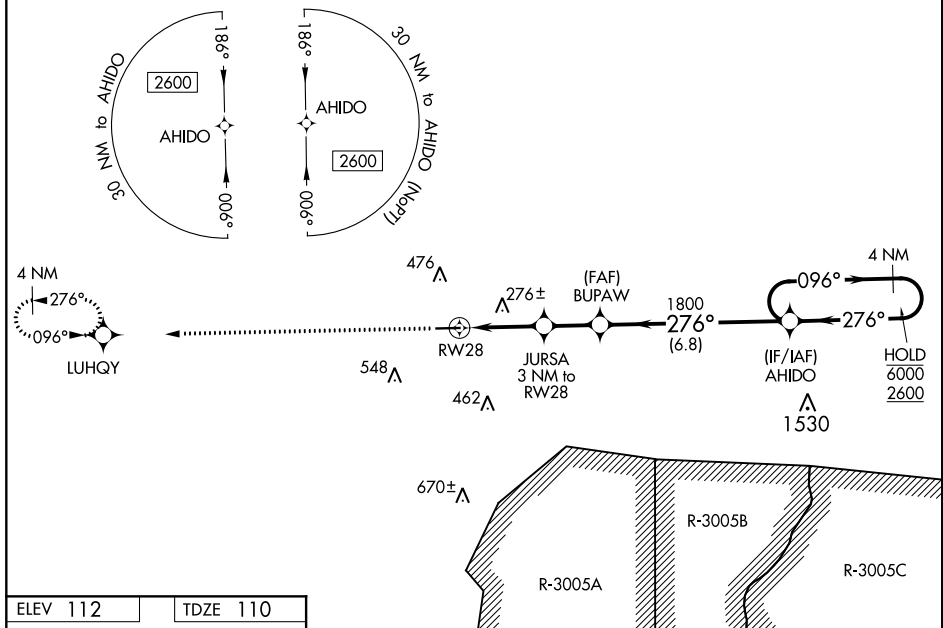 30 NM to AHIDO
2600
186°
AHIDO
006°
186°
AHIDO
2600
006°
30 NM to AHIDO (NoPT)
4 NM
276°
096°
LUHQY
476
276±
RW28
548
462
JURSA
3 NM to
RW28
(FAF)
BUPAW
1800
276°
(6.8)
4 NM
096°
276°
(IF/IAF)
AHIDO
HOLD
6000
2600
1530
670±
R-3005A
R-3005B
R-3005C
ELEV 112
TDZE 110